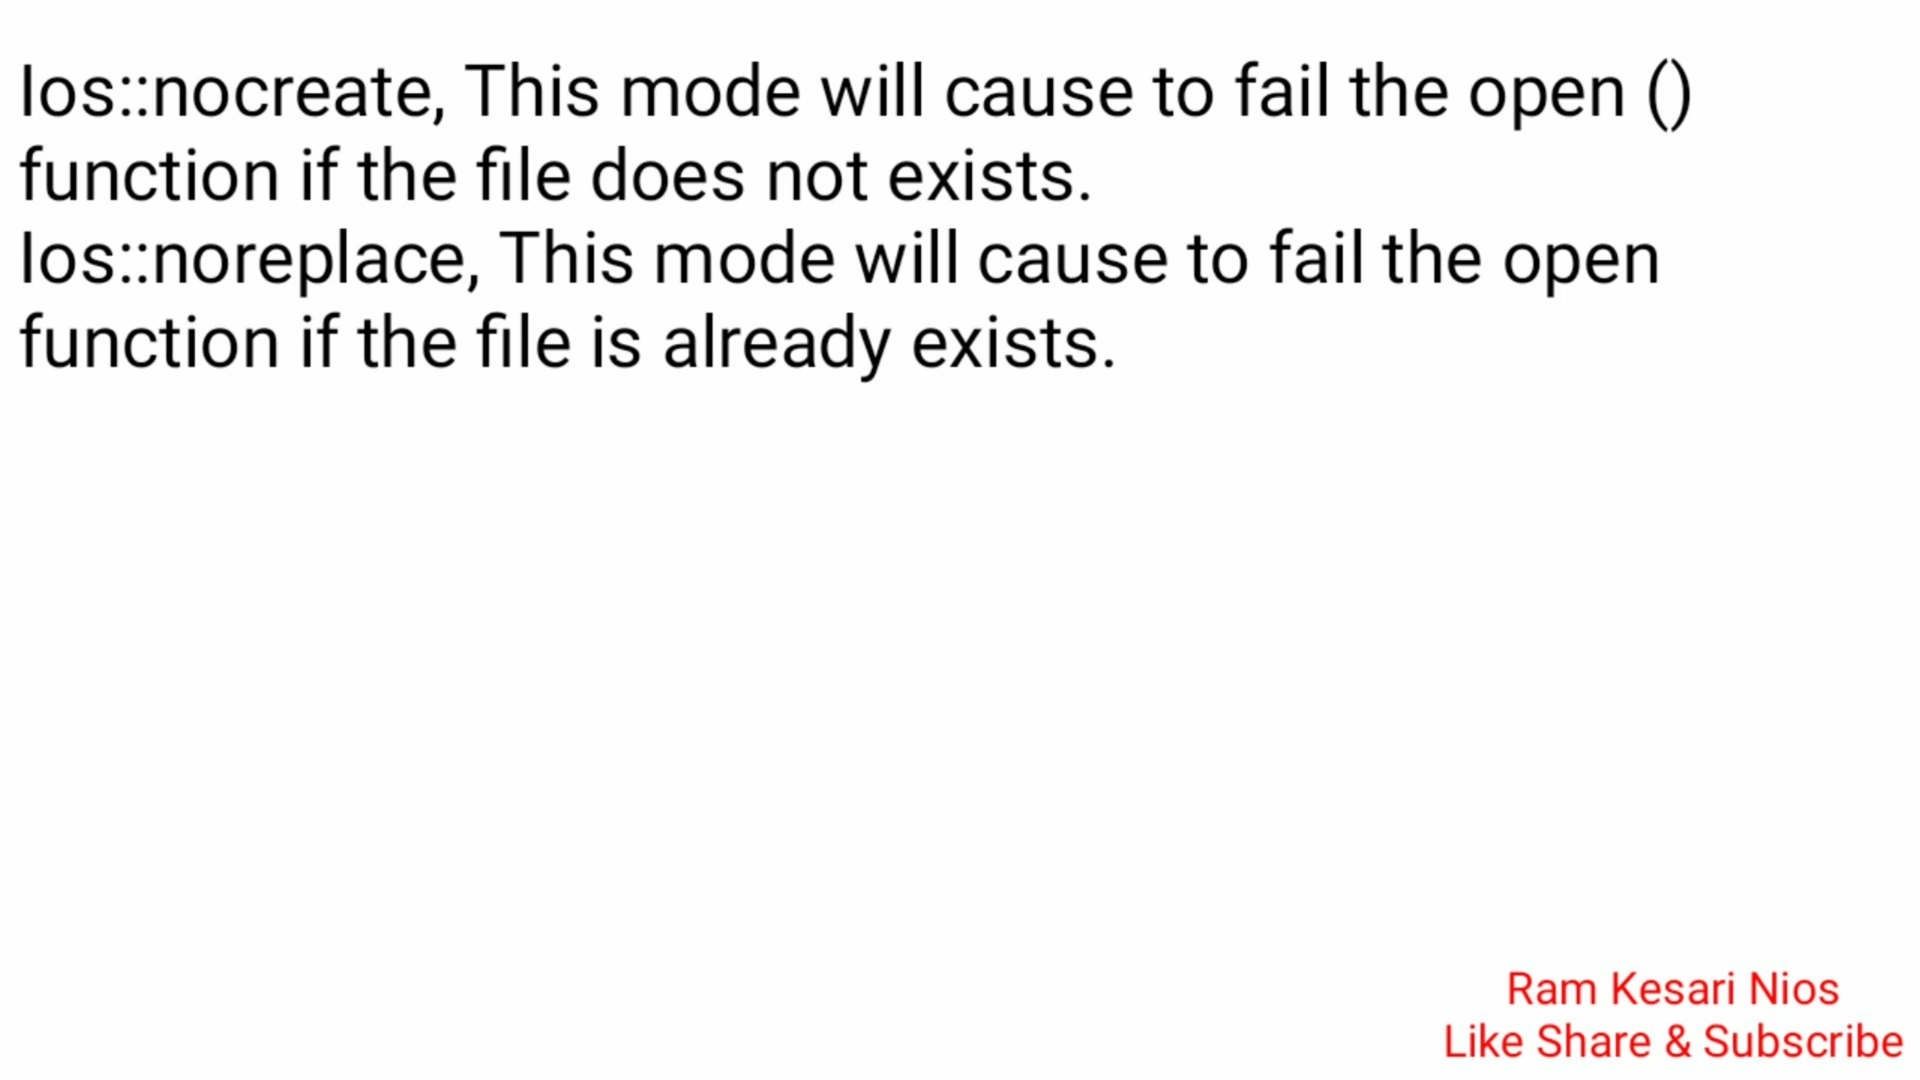 Ios::nocreate, This mode will cause to fail the open ()
function if the file does not exists.
Ios::noreplace, This mode will cause to fail the open
function if the file is already exists.
Ram Kesari Nios
Like Share & Subscribe